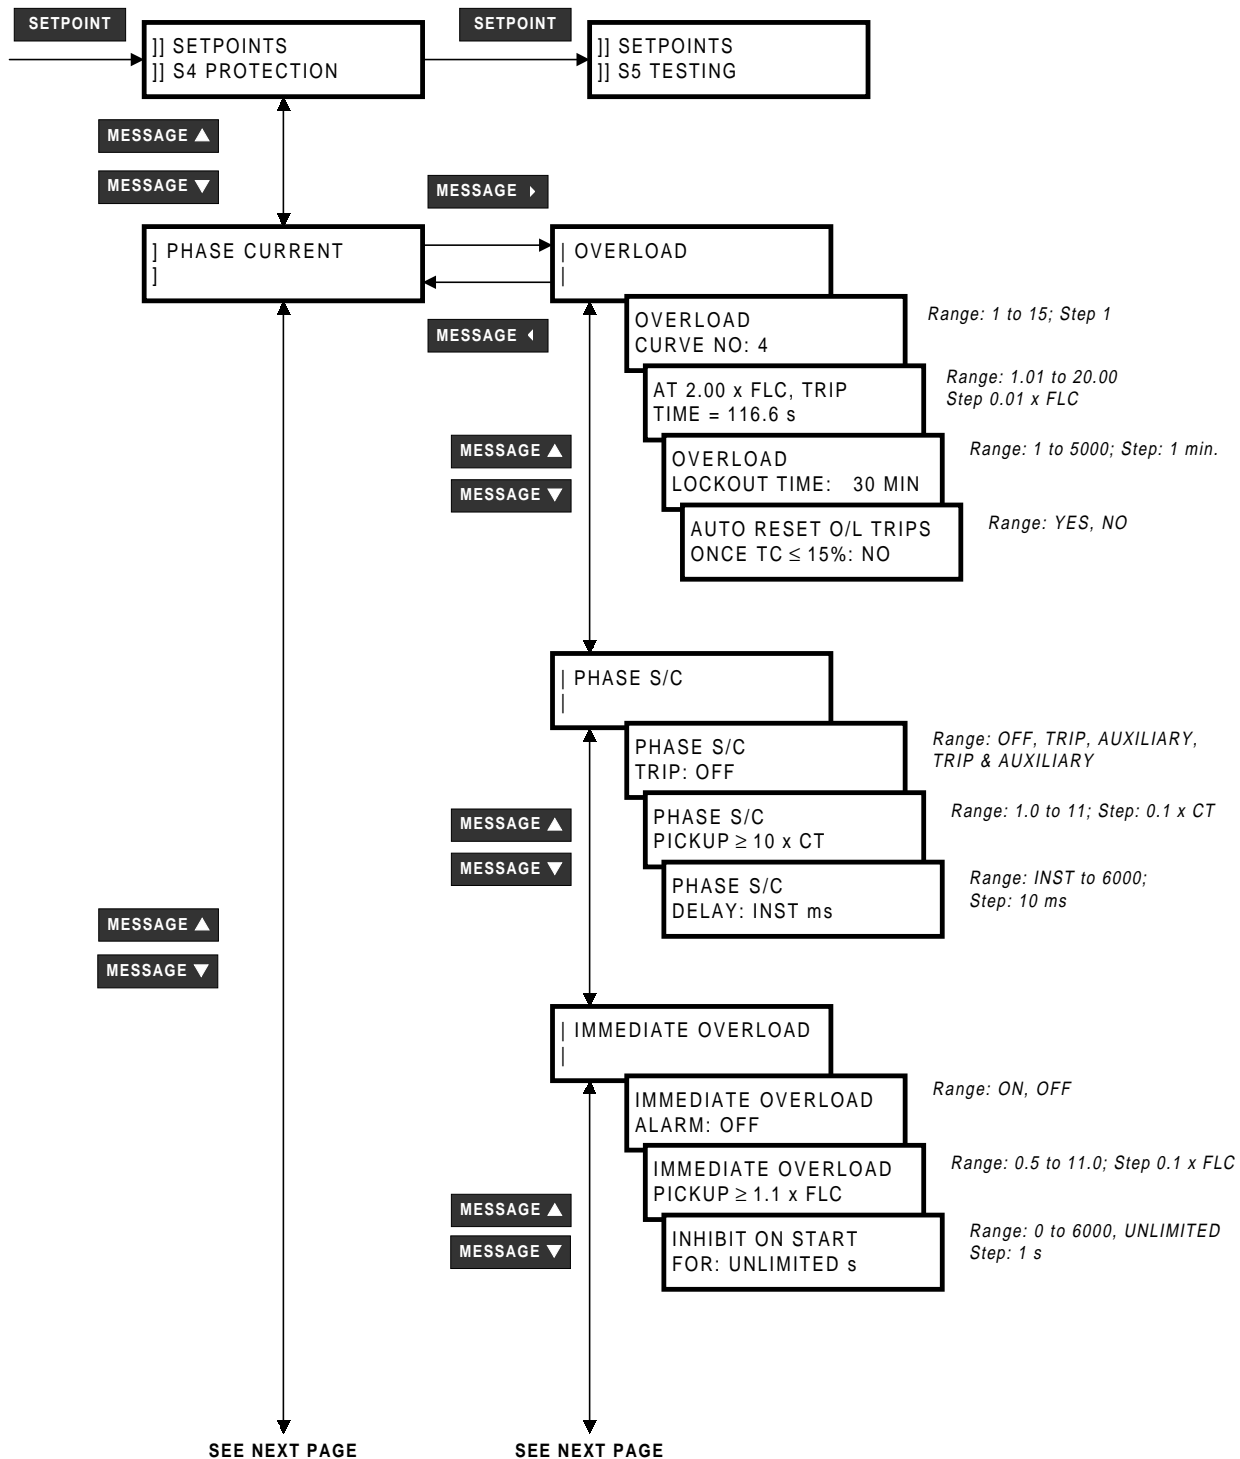 SETPOINT
SETPOINT
]] SETPOINTS
]] S4 PROTECTION
]] SETPOINTS
]] S5 TESTING
MESSAGE ▲
MESSAGE ▼
MESSAGE ▸
] PHASE CURRENT
]
| OVERLOAD
|
MESSAGE ◂
OVERLOAD
CURVE NO: 4
Range: 1 to 15; Step 1
AT 2.00 x FLC, TRIP
TIME = 116.6 s
Range: 1.01 to 20.00
Step 0.01 x FLC
MESSAGE ▲
MESSAGE ▼
OVERLOAD
LOCKOUT TIME: 30 MIN
Range: 1 to 5000; Step: 1 min.
AUTO RESET O/L TRIPS
ONCE TC ≤ 15%: NO
Range: YES, NO
| PHASE S/C
|
PHASE S/C
TRIP: OFF
Range: OFF, TRIP, AUXILIARY,
TRIP & AUXILIARY
MESSAGE ▲
MESSAGE ▼
PHASE S/C
PICKUP ≥ 10 x CT
Range: 1.0 to 11; Step: 0.1 x CT
PHASE S/C
DELAY: INST ms
Range: INST to 6000;
Step: 10 ms
MESSAGE ▲
MESSAGE ▼
| IMMEDIATE OVERLOAD
|
IMMEDIATE OVERLOAD
ALARM: OFF
Range: ON, OFF
IMMEDIATE OVERLOAD
PICKUP ≥ 1.1 x FLC
Range: 0.5 to 11.0; Step 0.1 x FLC
MESSAGE ▲
MESSAGE ▼
INHIBIT ON START
FOR: UNLIMITED s
Range: 0 to 6000, UNLIMITED
Step: 1 s
SEE NEXT PAGE
SEE NEXT PAGE